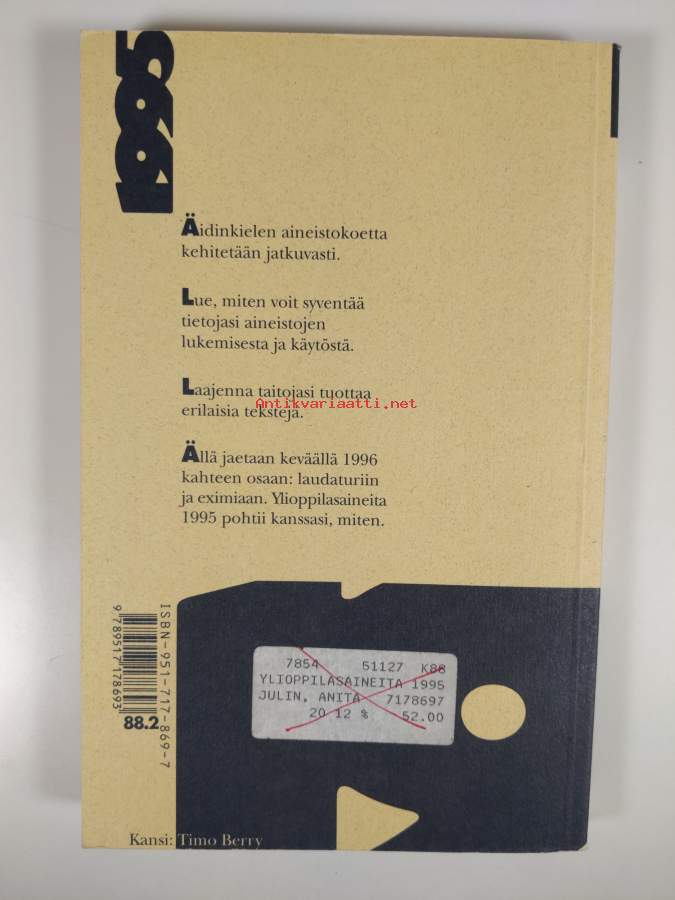 1995
Äidinkielen aineistokoetta
kehitetään jatkuvasti.
Lue, miten voit syventää
tietojasi aineistojen
lukemisesta ja käytöstä.
Laajenna taitojasi tuottaa
erilaisia tekstejä.
Antikvariaatti.net
Ällä jaetaan keväällä 1996
kahteen osaan: laudaturiin
ja eximiaan. Ylioppilasaineita
1995 pohtii kanssasi, miten.
ISBN-951-717-869-7
9 789517 178693
88.2
7854 51127 K88
YLIOPPILASAINEITA 1995
JULIN, ANITA 7178697
20 12 % 52.00
Kansi: Timo Berry